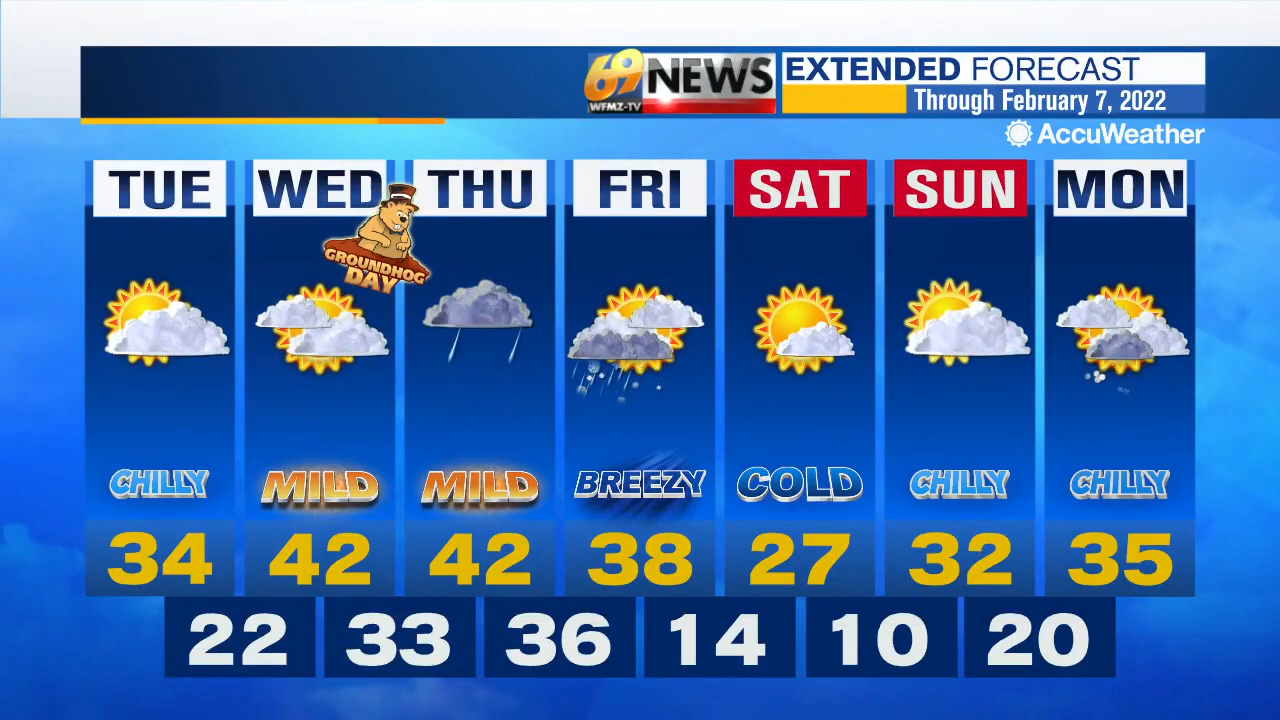 69 NEWS
WFMZ-TV
EXTENDED FORECAST
Through February 7, 2022
AccuWeather
TUE WED THU FRI SAT SUN MON
GROUNDHOG
DAY
CHILLY MILD MILD BREEZY COLD CHILLY CHILLY
34 42 42 38 27 32 35
22 33 36 14 10 20